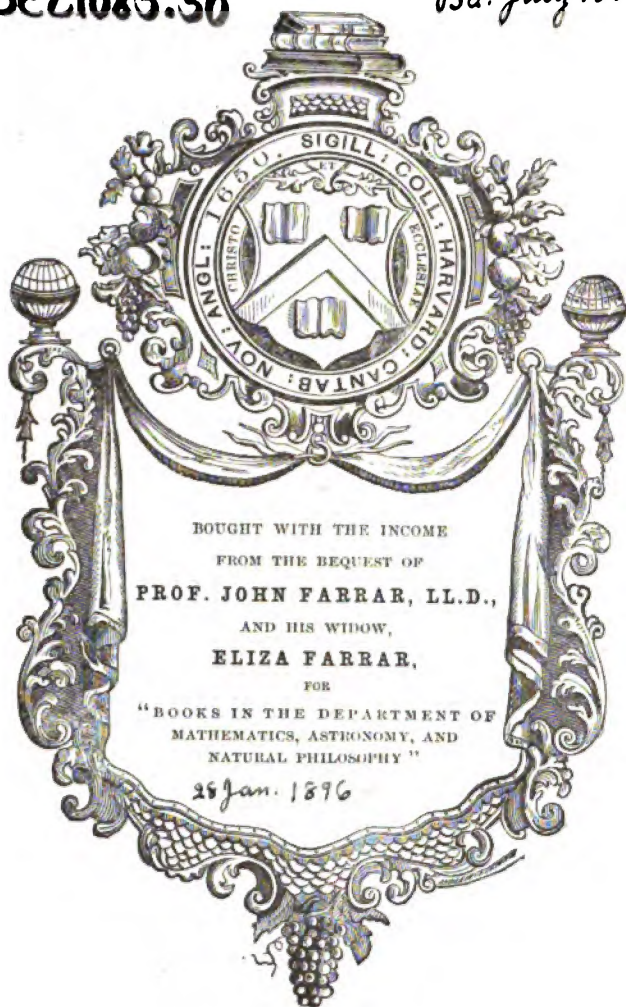 SIGILL: COLL: HARVARD: CANTAB: NOV: ANGL: 1650.
CHRISTO
ET
ECCLESIAE
BOUGHT WITH THE INCOME
FROM THE BEQUEST OF
PROF. JOHN FARRAR, LL.D.,
AND HIS WIDOW,
ELIZA FARRAR,
FOR
"BOOKS IN THE DEPARTMENT OF
MATHEMATICS, ASTRONOMY, AND
NATURAL PHILOSOPHY"
28 Jan. 1896